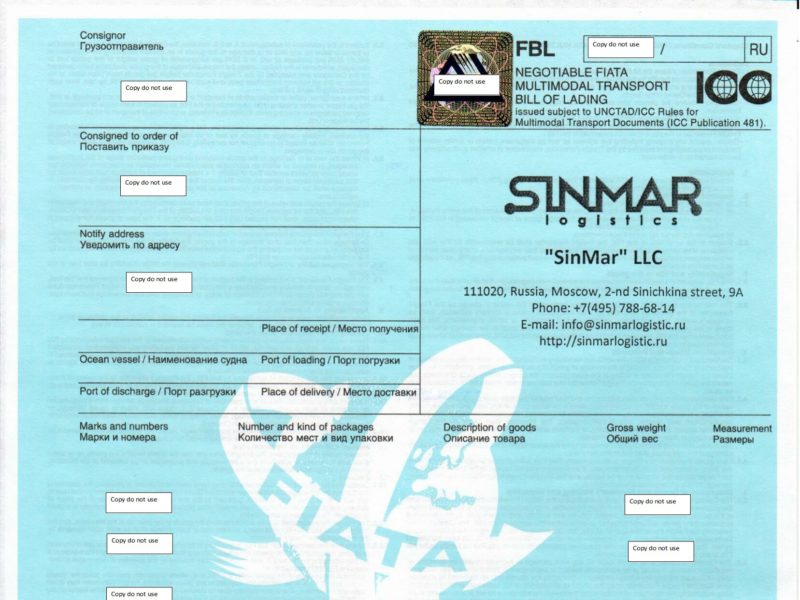 Consignor
Грузоотправитель
Copy do not use
Consigned to order of
Поставить приказу
Copy do not use
Notify address
Уведомить по адресу
Copy do not use
Copy do not use
FBL
Copy do not use
/
RU
NEGOTIABLE FIATA
MULTIMODAL TRANSPORT
BILL OF LADING
issued subject to UNCTAD/ICC Rules for
Multimodal Transport Documents (ICC Publication 481).
ICC
SINMAR
logistics
"SinMar" LLC
111020, Russia, Moscow, 2-nd Sinichkina street, 9A
Phone: +7(495) 788-68-14
E-mail: info@sinmarlogistic.ru
http://sinmarlogistic.ru
Place of receipt / Место получения
Ocean vessel / Наименование судна
Port of loading / Порт погрузки
Port of discharge / Порт разгрузки
Place of delivery / Место доставки
Marks and numbers
Марки и номера
Number and kind of packages
Количество мест и вид упаковки
Description of goods
Описание товара
Gross weight
Общий вес
Measurement
Размеры
FIATA
Copy do not use
Copy do not use
Copy do not use
Copy do not use
Copy do not use